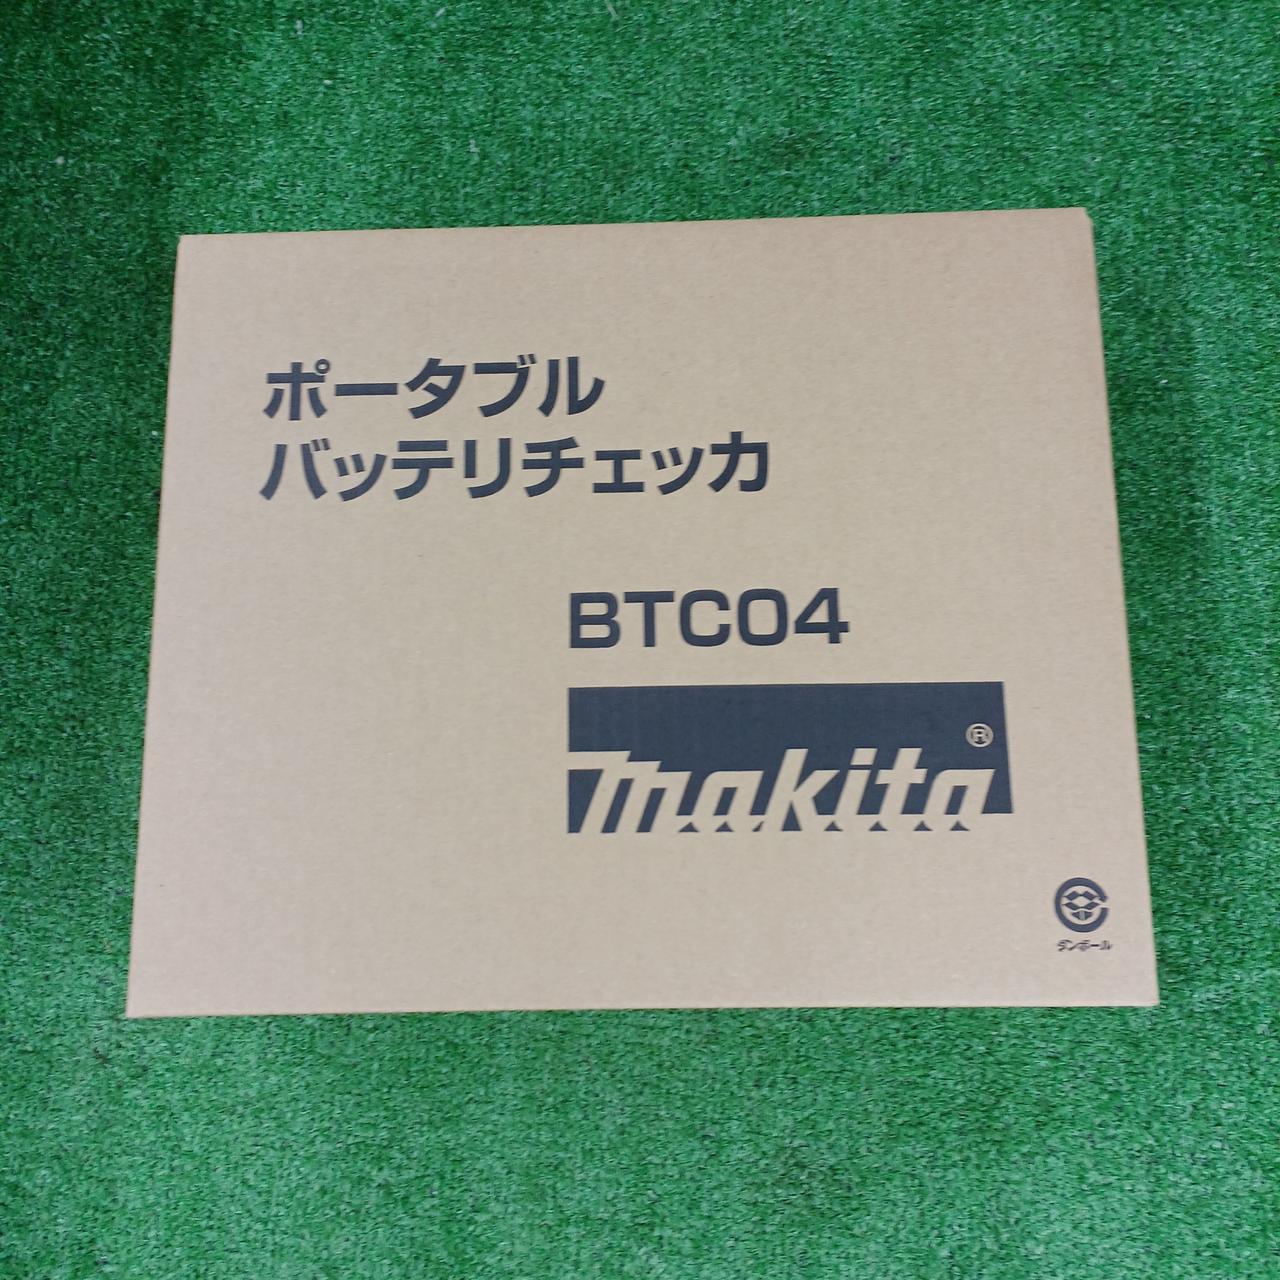 ポータブル
バッテリチェッカ
BTC04
makita®
ダンボール